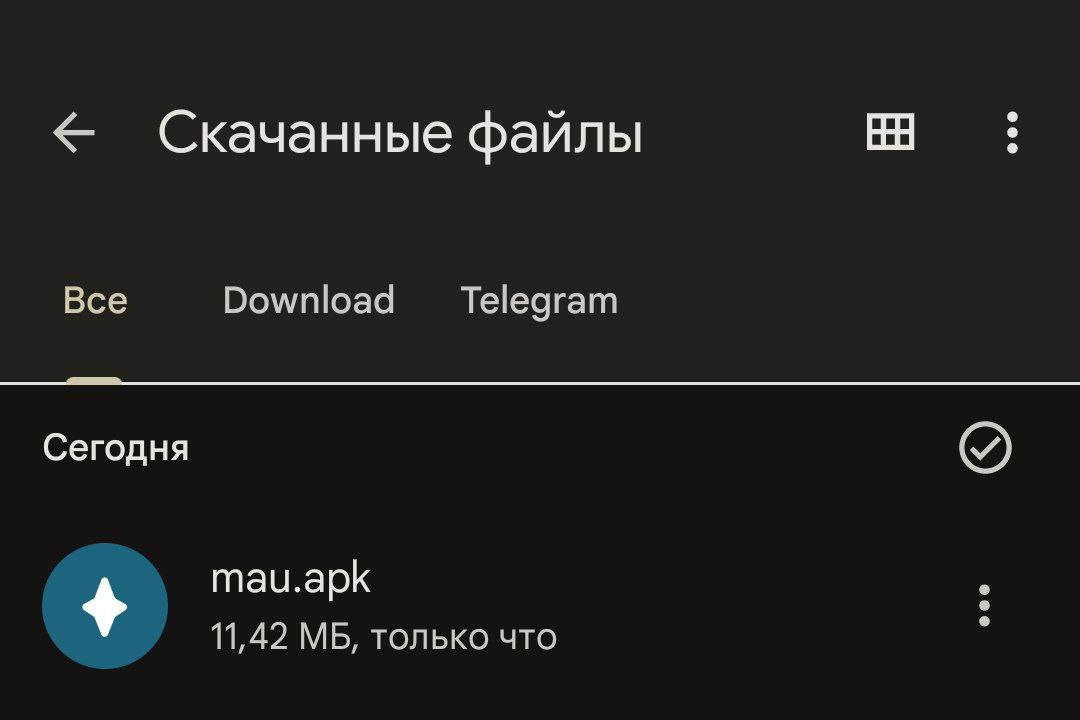 Скачанные файлы
Все Download Telegram
Сегодня
mau.apk
11,42 МБ, только что